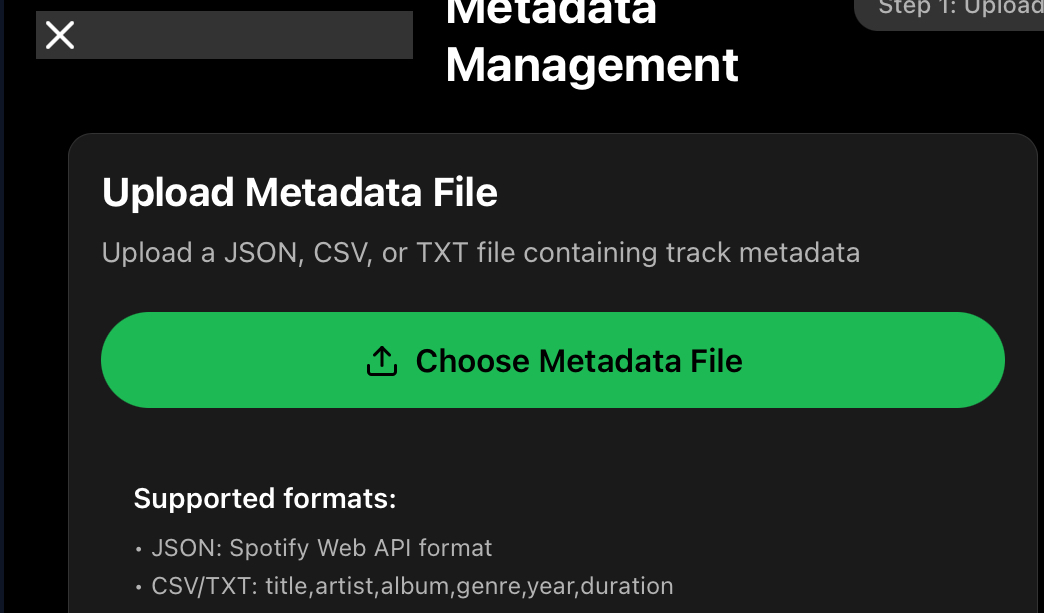 Metadata
Management
Step 1: Upload
Upload Metadata File
Upload a JSON, CSV, or TXT file containing track metadata
Choose Metadata File
Supported formats:
• JSON: Spotify Web API format
• CSV/TXT: title,artist,album,genre,year,duration